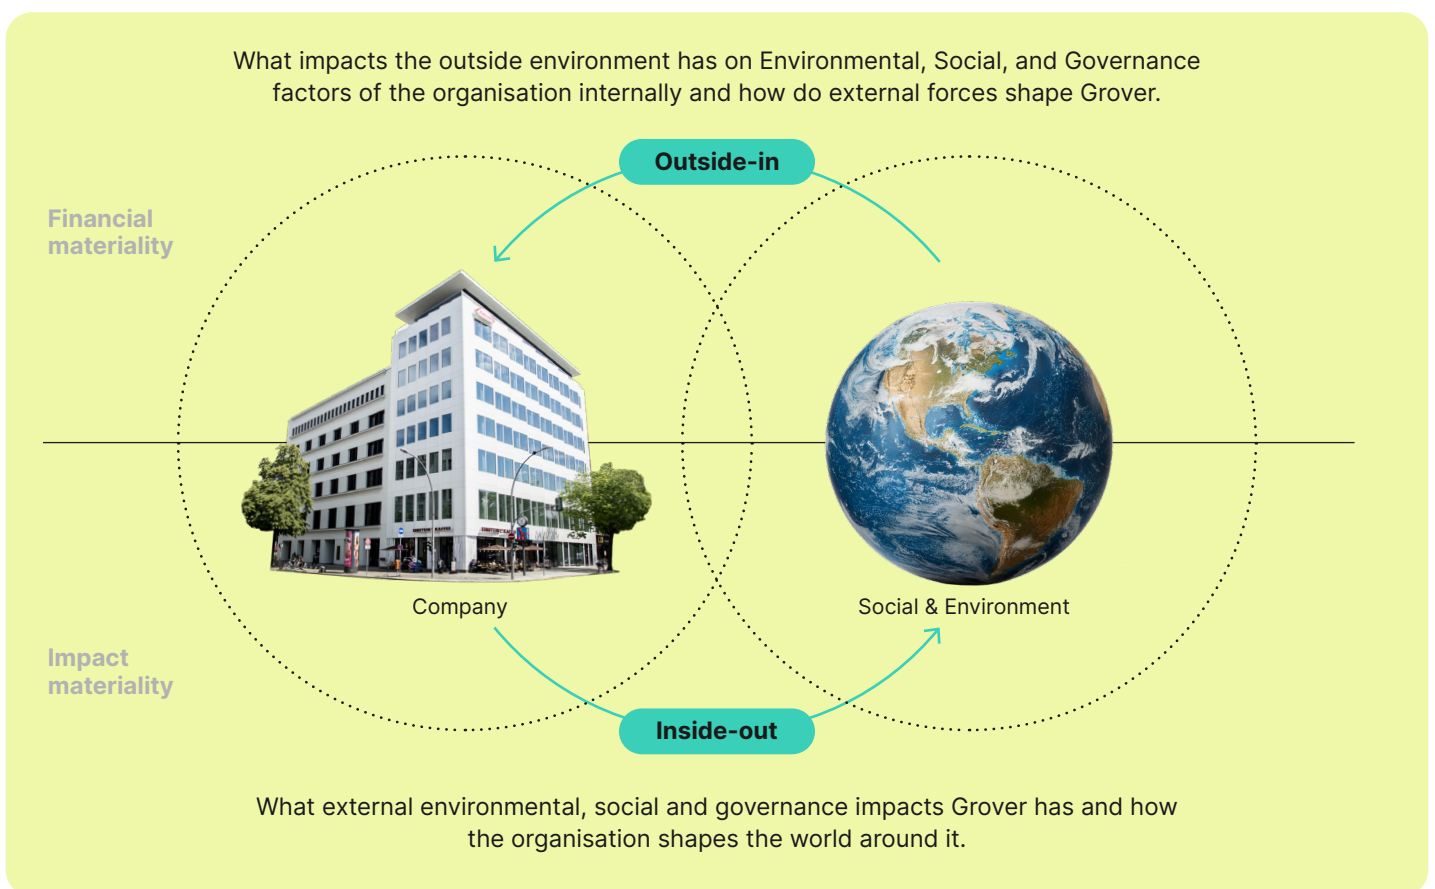 What impacts the outside environment has on Environmental, Social, and Governance
factors of the organisation internally and how do external forces shape Grover.
Outside-in
Financial
materiality
Company
Social & Environment
Impact
materiality
Inside-out
What external environmental, social and governance impacts Grover has and how
the organisation shapes the world around it.